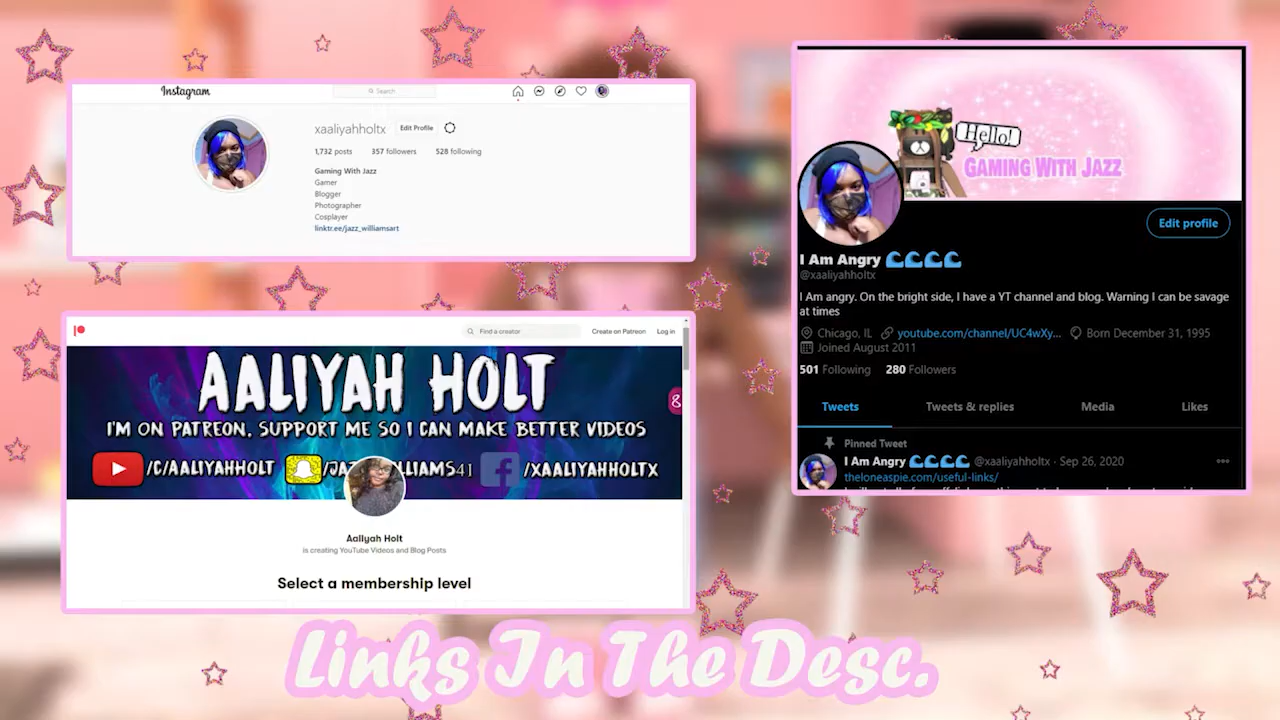 Instagram
Search
xaaliyahholtx Edit Profile
1,732 posts 357 followers 528 following
Gaming With Jazz
Gamer
Blogger
Photographer
Cosplayer
linktr.ee/jazz_williamsart
Find a creator Create on Patreon Log in
AALIYAH HOLT
I'M ON PATREON, SUPPORT ME SO I CAN MAKE BETTER VIDEOS
/C/AALIYAHHOLT /XAALIYAHHOLTX
Aaliyah Holt
is creating YouTube Videos and Blog Posts
Select a membership level
Hello!
GAMING WITH JAZZ
Edit profile
I Am Angry 🌊🌊🌊🌊
@xaaliyahholtx
I Am angry. On the bright side, I have a YT channel and blog. Warning I can be savage
at times
Chicago, IL youtube.com/channel/UC4wXy... Born December 31, 1995
Joined August 2011
501 Following 280 Followers
Tweets Tweets & replies Media Likes
Pinned Tweet
I Am Angry 🌊🌊🌊🌊 @xaaliyahholtx · Sep 26, 2020
theloneaspie.com/useful-links/
Links In The Desc.